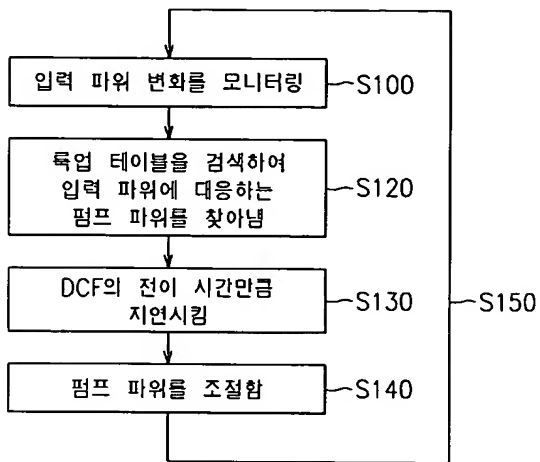 입력 파워 변화를 모니터링
S100
룩업 테이블을 검색하여
입력 파워에 대응하는
펌프 파워를 찾아냄
S120
DCF의 전이 시간만큼
지연시킴
S130
S150
펌프 파워를 조절함
S140